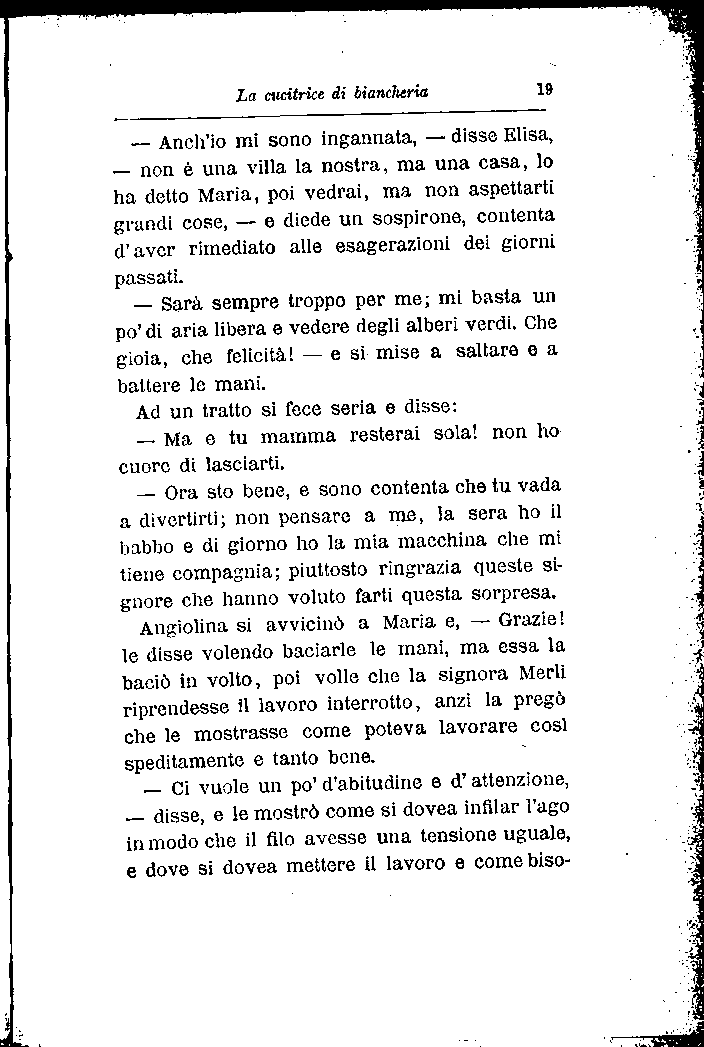 La cucitrice di biancheria 19
— Anch'io mi sono ingannata, — disse Elisa,
— non è una villa la nostra, ma una casa, lo
ha detto Maria, poi vedrai, ma non aspettarti
grandi cose, — e diede un sospirone, contenta
d'aver rimediato alle esagerazioni dei giorni
passati.
— Sarà sempre troppo per me; mi basta un
po' di aria libera e vedere degli alberi verdi. Che
gioia, che felicità! — e si mise a saltare e a
battere le mani.
Ad un tratto si fece seria e disse:
— Ma e tu mamma resterai sola! non ho
cuore di lasciarti.
— Ora sto bene, e sono contenta che tu vada
a divertirti; non pensare a me, la sera ho il
babbo e di giorno ho la mia macchina che mi
tiene compagnia; piuttosto ringrazia queste si-
gnore che hanno voluto farti questa sorpresa.
Angiolina si avvicinò a Maria e, — Grazie!
le disse volendo baciarle le mani, ma essa la
baciò in volto, poi volle che la signora Merli
riprendesse il lavoro interrotto, anzi la pregò
che le mostrasse come poteva lavorare così
speditamente e tanto bene.
— Ci vuole un po' d'abitudine e d'attenzione,
— disse, e le mostrò come si dovea infilar l'ago
in modo che il filo avesse una tensione uguale,
e dove si dovea mettere il lavoro e come biso-